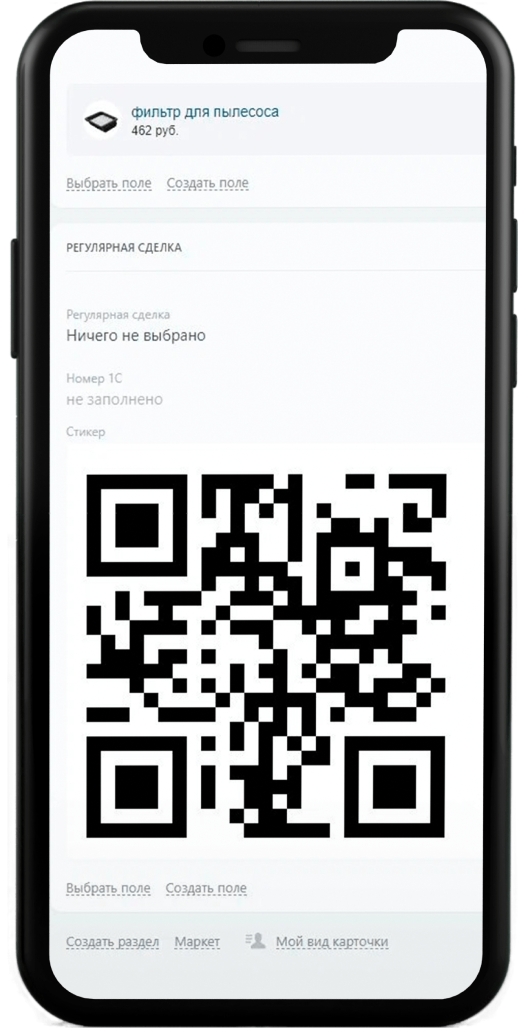 фильтр для пылесоса
462 руб.
Выбрать поле Создать поле
РЕГУЛЯРНАЯ СДЕЛКА
Регулярная сделка
Ничего не выбрано
Номер 1С
не заполнено
Стикер
Выбрать поле Создать поле
Создать раздел Маркет Мой вид карточки